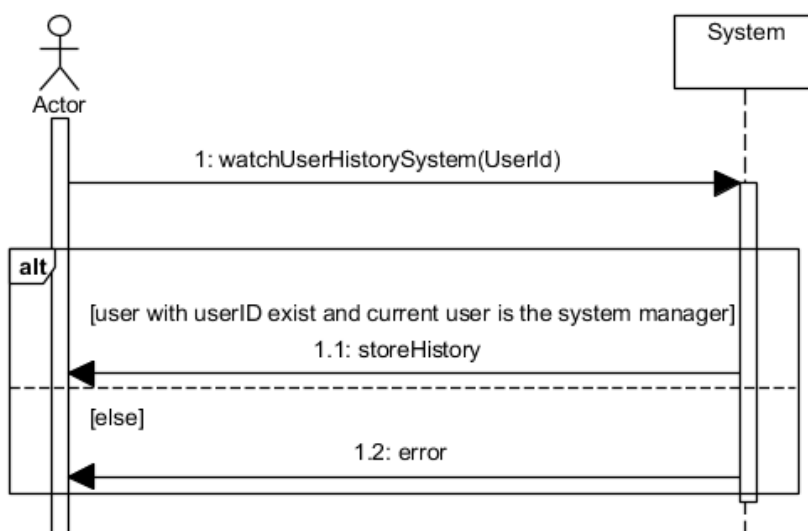 System
Actor
1: watchUserHistorySystem(UserId)
alt
[user with userID exist and current user is the system manager]
1.1: storeHistory
[else]
1.2: error